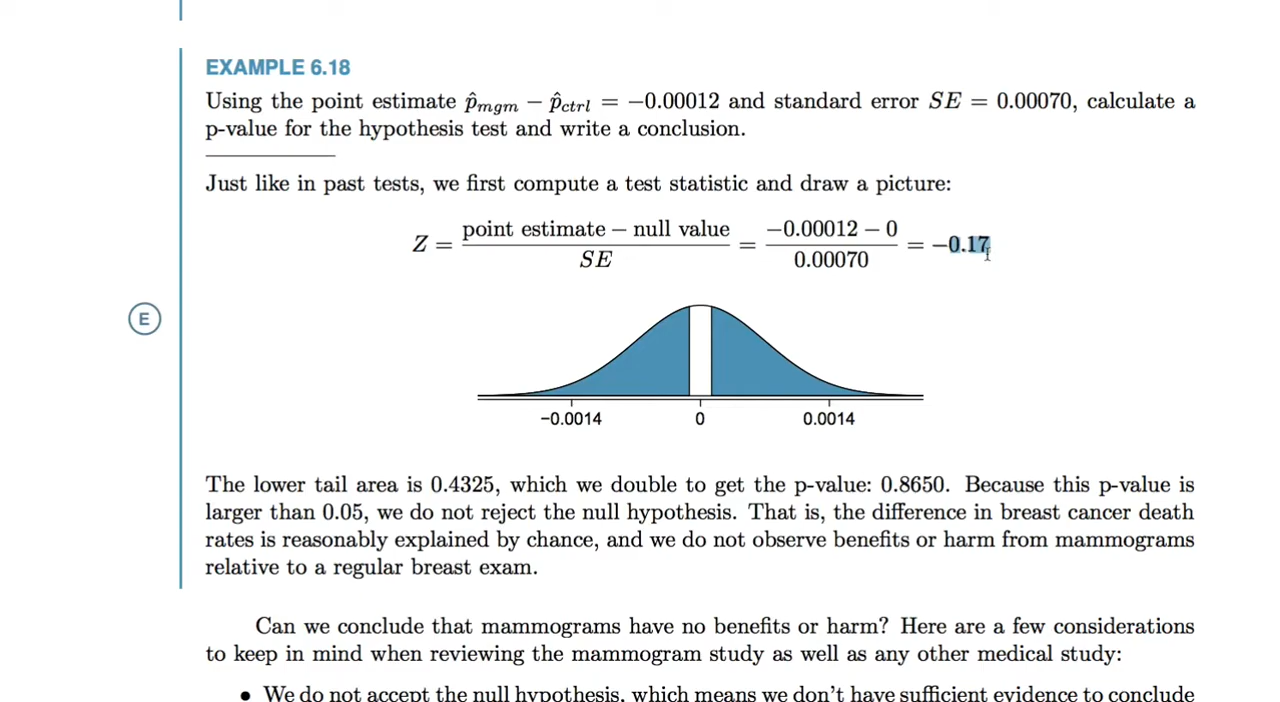 EXAMPLE 6.18
Using the point estimate p̂mgm − p̂ctrl = −0.00012 and standard error SE = 0.00070, calculate a
p-value for the hypothesis test and write a conclusion.
Just like in past tests, we first compute a test statistic and draw a picture:
Z = point estimate − null value / SE = −0.00012 − 0 / 0.00070 = −0.17
E
−0.0014 0 0.0014
The lower tail area is 0.4325, which we double to get the p-value: 0.8650. Because this p-value is
larger than 0.05, we do not reject the null hypothesis. That is, the difference in breast cancer death
rates is reasonably explained by chance, and we do not observe benefits or harm from mammograms
relative to a regular breast exam.
Can we conclude that mammograms have no benefits or harm? Here are a few considerations
to keep in mind when reviewing the mammogram study as well as any other medical study:
• We do not accept the null hypothesis, which means we don't have sufficient evidence to conclude